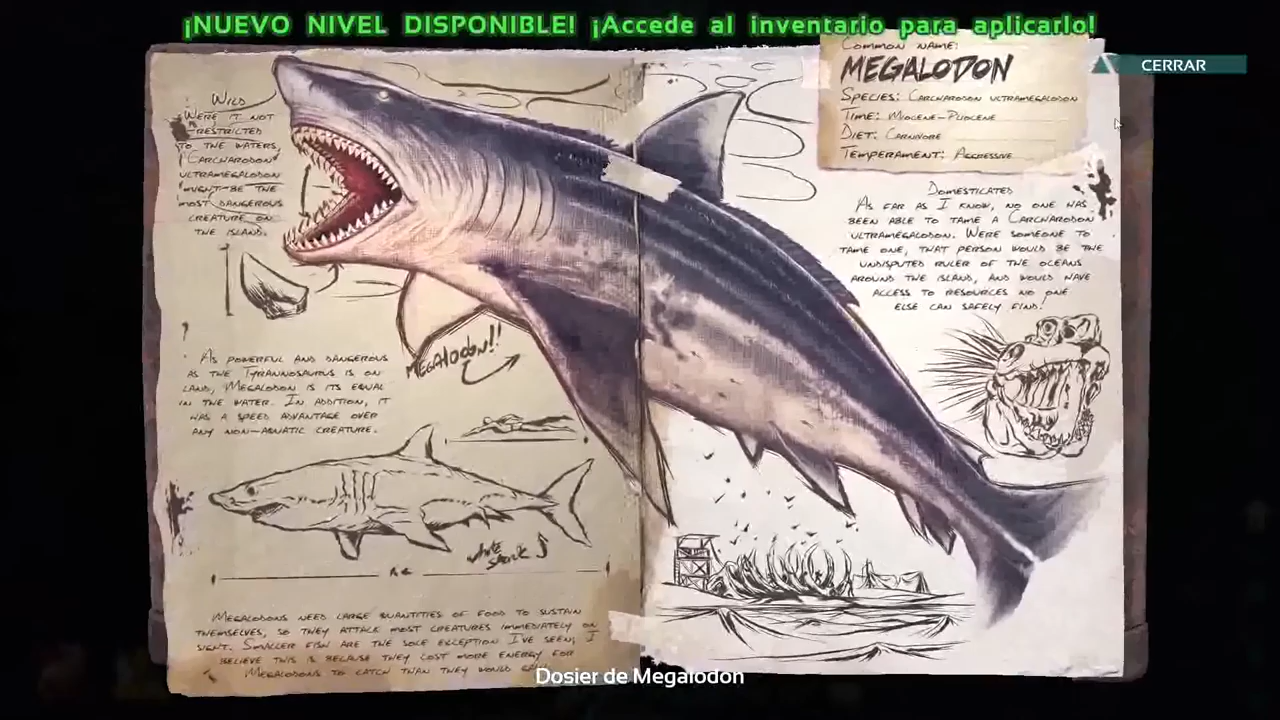 ¡NUEVO NIVEL DISPONIBLE! ¡Accede al inventario para aplicarlo!
CERRAR
Common name:
MEGALODON
Species: Carcharodon ultramegalodon
Time: Miocene-Pliocene
Diet: Carnivore
Temperament: Aggressive
Wild
Were it not
restricted
to the waters,
Carcharodon
ultramegalodon
might be the
most dangerous
creature on
the island.
Domesticated
As far as I know, no one has
been able to tame a Carcharodon
ultramegalodon. Were someone to
tame one, that person would be the
undisputed ruler of the oceans
around the island, and would have
access to resources no one
else can safely find.
MEGALODON!!
As powerful and dangerous
as the Tyrannosaurus is on
land, Megalodon is its equal
in the water. In addition, it
has a speed advantage over
any non-aquatic creature.
white
shark
Megalodons need large quantities of food to sustain
themselves, so they attack most creatures immediately on
sight. Smaller fish are the sole exception I've seen; I
believe this is because they cost more energy for
Megalodons to catch than they would
Dosier de Megalodon